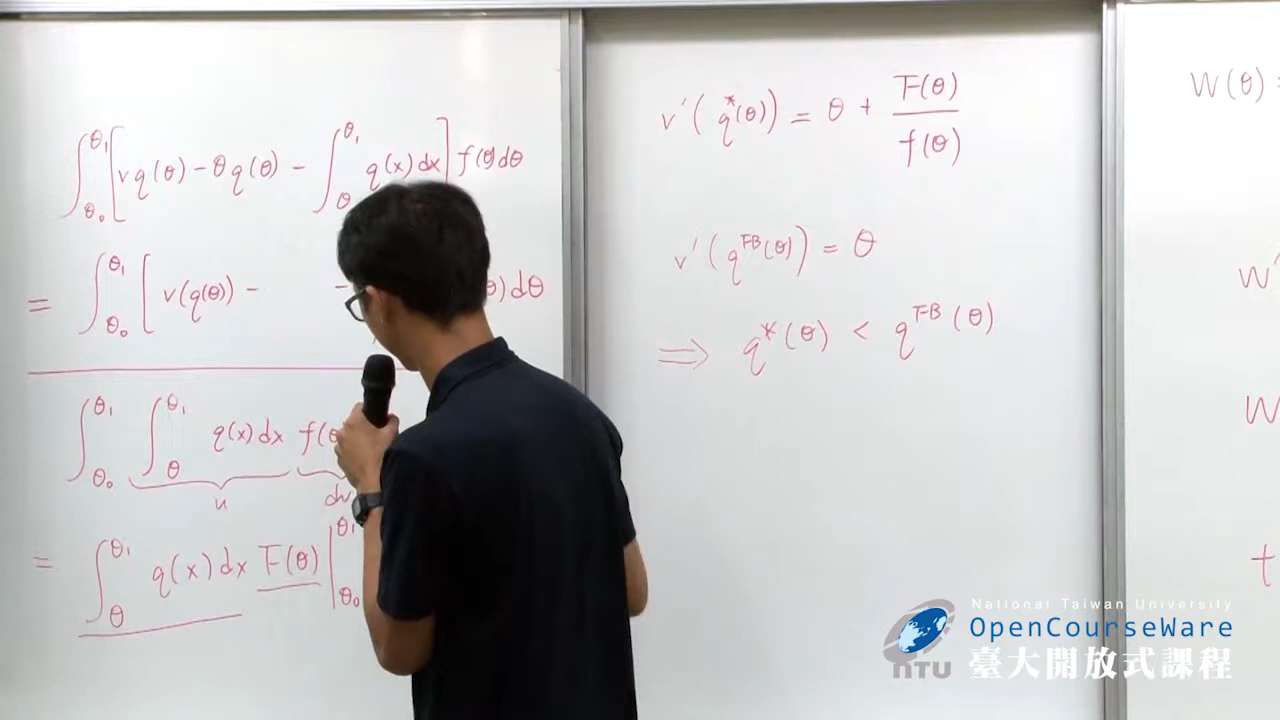 ∫_{θ₀}^{θ₁} [v q(θ) − θ q(θ) − ∫_{θ}^{θ₁} q(x) dx] f(θ) dθ
= ∫_{θ₀}^{θ₁} [ v(q(θ)) − − θ) dθ
∫_{θ₀}^{θ₁} ∫_{θ}^{θ₁} q(x) dx f(θ
u dv
= ∫_{θ}^{θ₁} q(x) dx F(θ) |_{θ₀}^{θ₁}
v'(q*(θ)) = θ + F(θ)/f(θ)
v'(q^{FB}(θ)) = θ
⟹ q*(θ) < q^{FB}(θ)
W(θ) =
w'
t
National Taiwan University
OpenCourseWare
NTU
臺大開放式課程